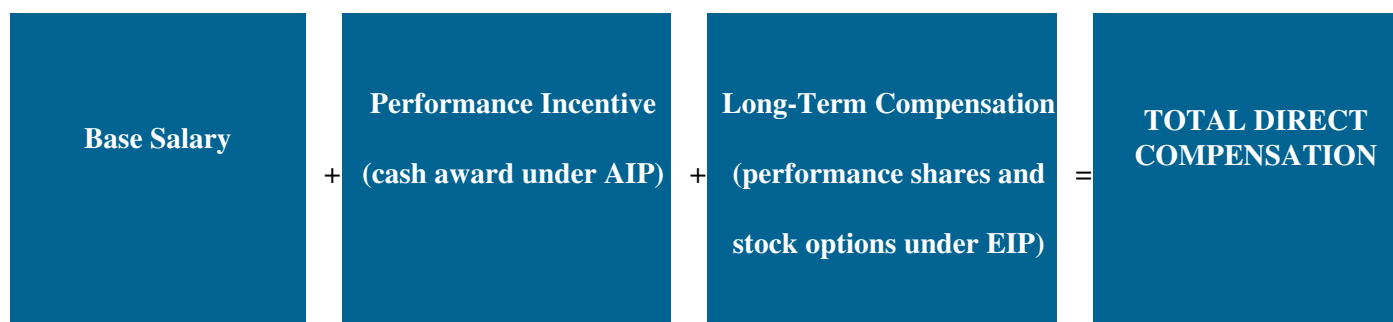 Base Salary
+
Performance Incentive
(cash award under AIP)
+
Long-Term Compensation
(performance shares and
stock options under EIP)
=
TOTAL DIRECT
COMPENSATION